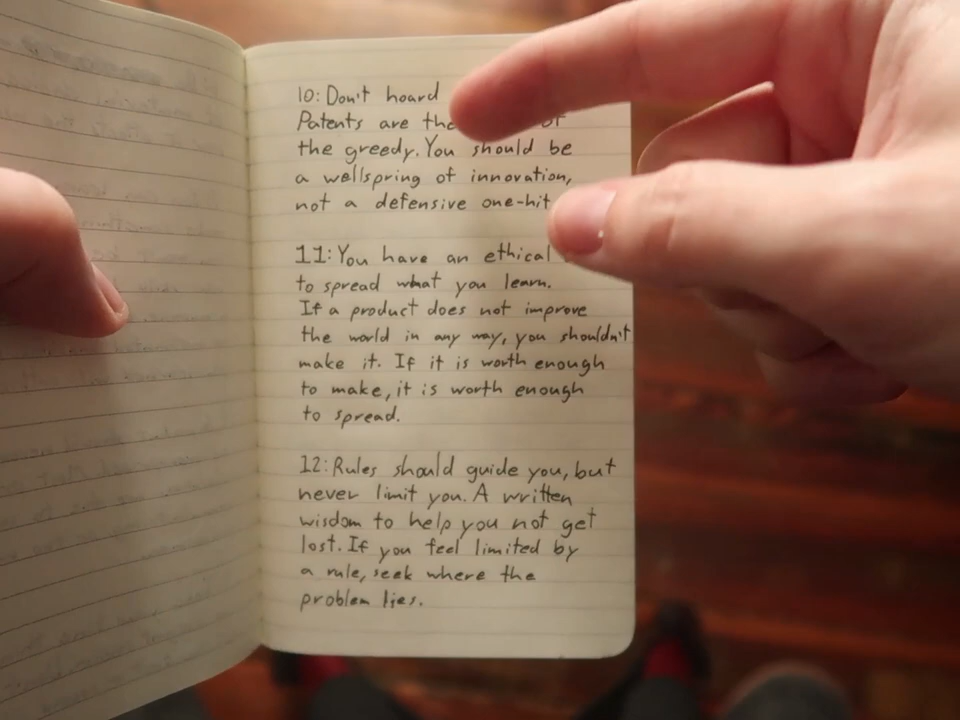 10: Don't hoard
Patents are the of
the greedy. You should be
a wellspring of innovation,
not a defensive one-hit
11: You have an ethical
to spread what you learn.
If a product does not improve
the world in any way, you shouldn't
make it. If it is worth enough
to make, it is worth enough
to spread.
12: Rules should guide you, but
never limit you. A written
wisdom to help you not get
lost. If you feel limited by
a rule, seek where the
problem lies.